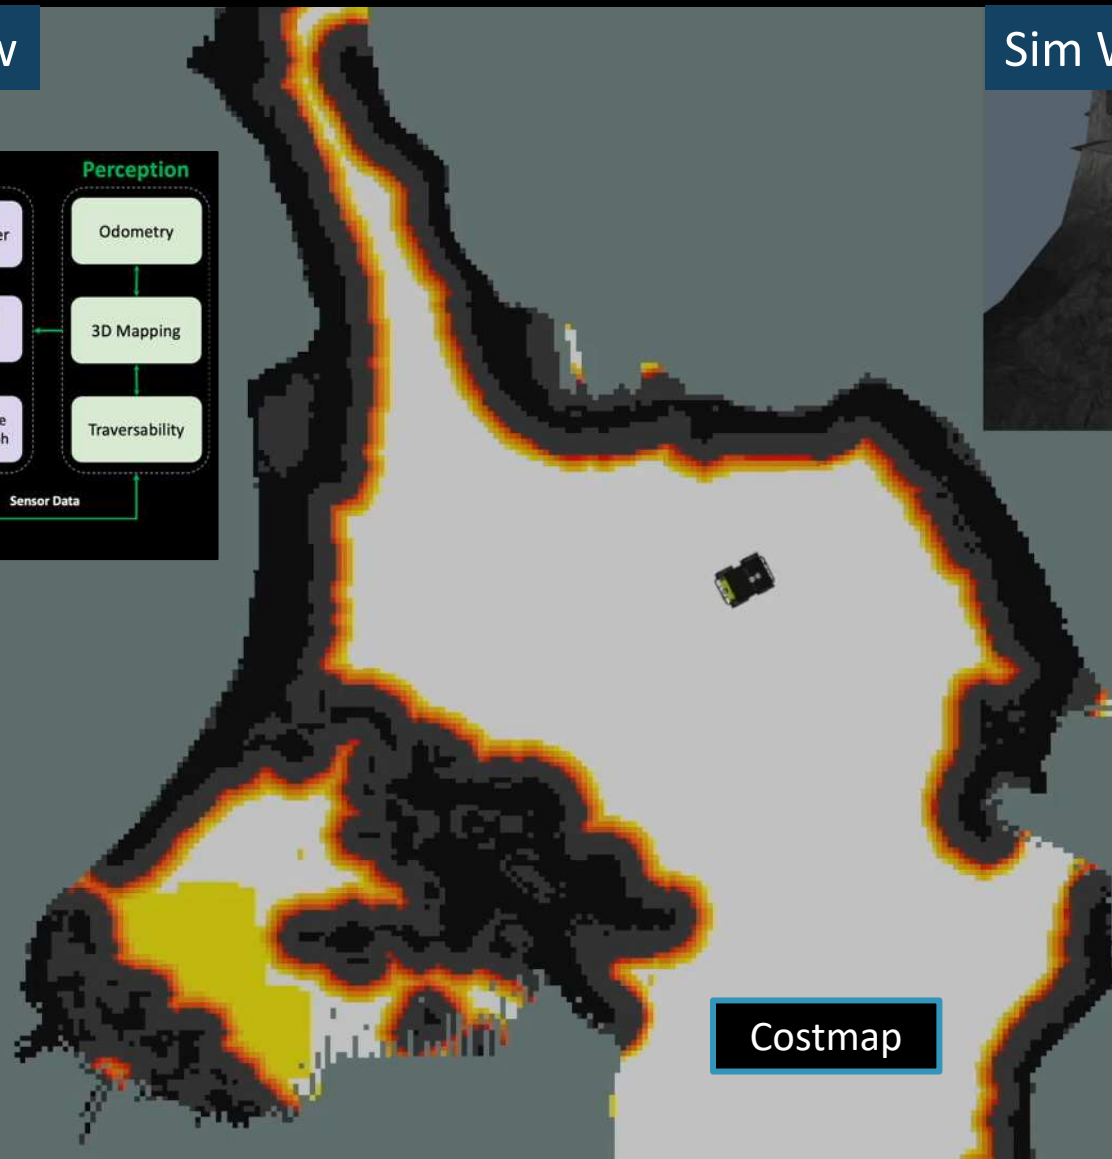 Sim
Perception
Odometry
3D Mapping
Traversability
Sensor Data
Costmap